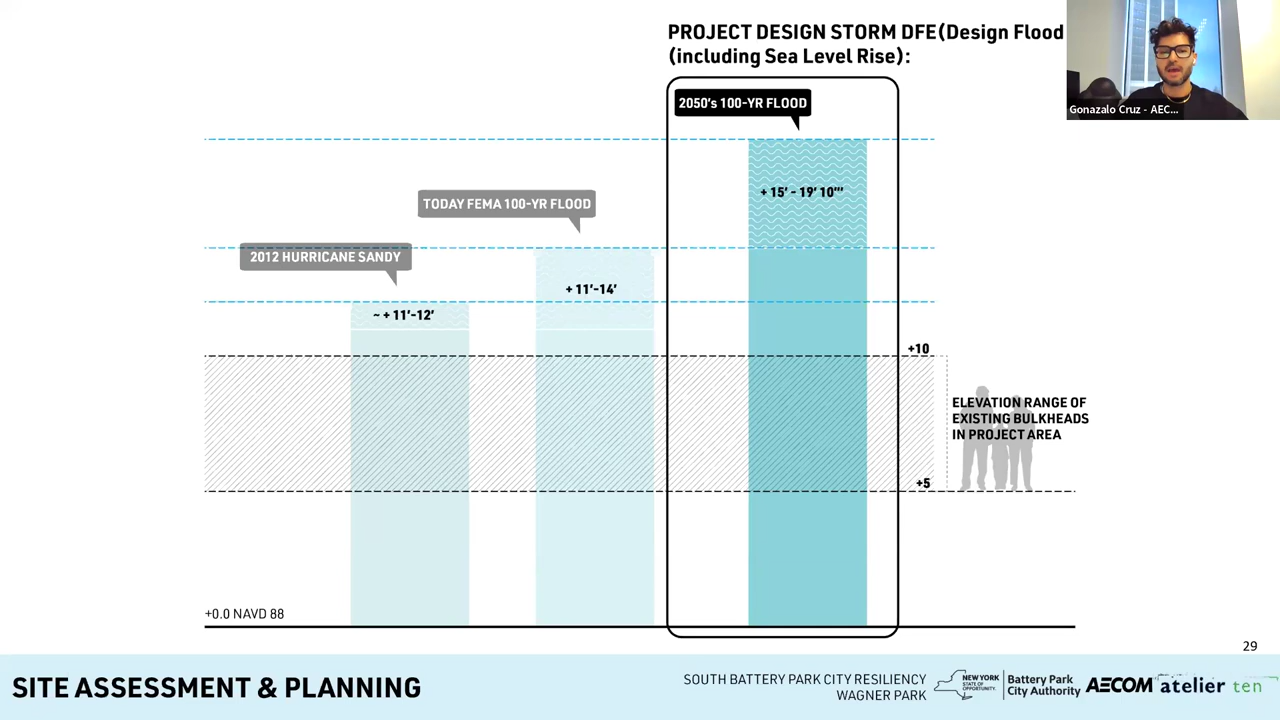 PROJECT DESIGN STORM DFE(Design Flood
(including Sea Level Rise):
Gonazalo Cruz - AEC...
2050's 100-YR FLOOD
+ 15' - 19' 10"'
TODAY FEMA 100-YR FLOOD
+ 11'-14'
2012 HURRICANE SANDY
~ + 11'-12'
+10
ELEVATION RANGE OF
EXISTING BULKHEADS
IN PROJECT AREA
+5
+0.0 NAVD 88
29
SITE ASSESSMENT & PLANNING
SOUTH BATTERY PARK CITY RESILIENCY
WAGNER PARK
NEW YORK
STATE OF
OPPORTUNITY.
Battery Park
City Authority
AECOM
atelier ten